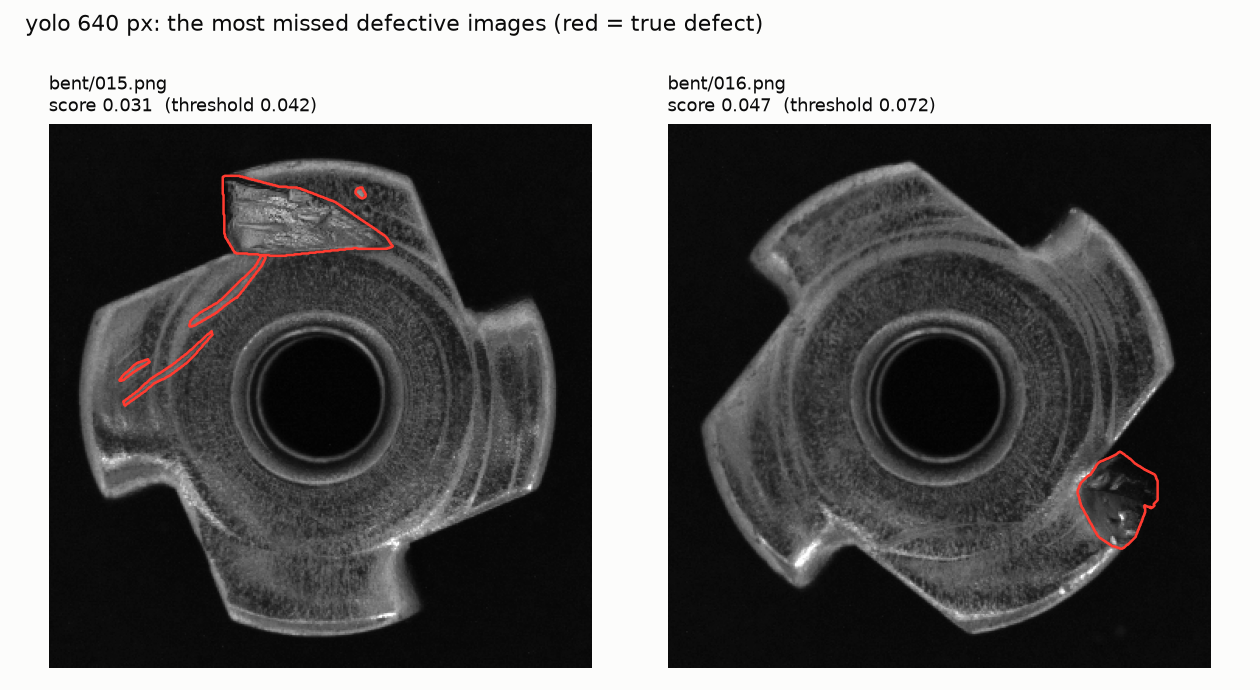 yolo 640 px: the most missed defective images (red = true defect)
bent/015.png
score 0.031  (threshold 0.042)
bent/016.png
score 0.047  (threshold 0.072)